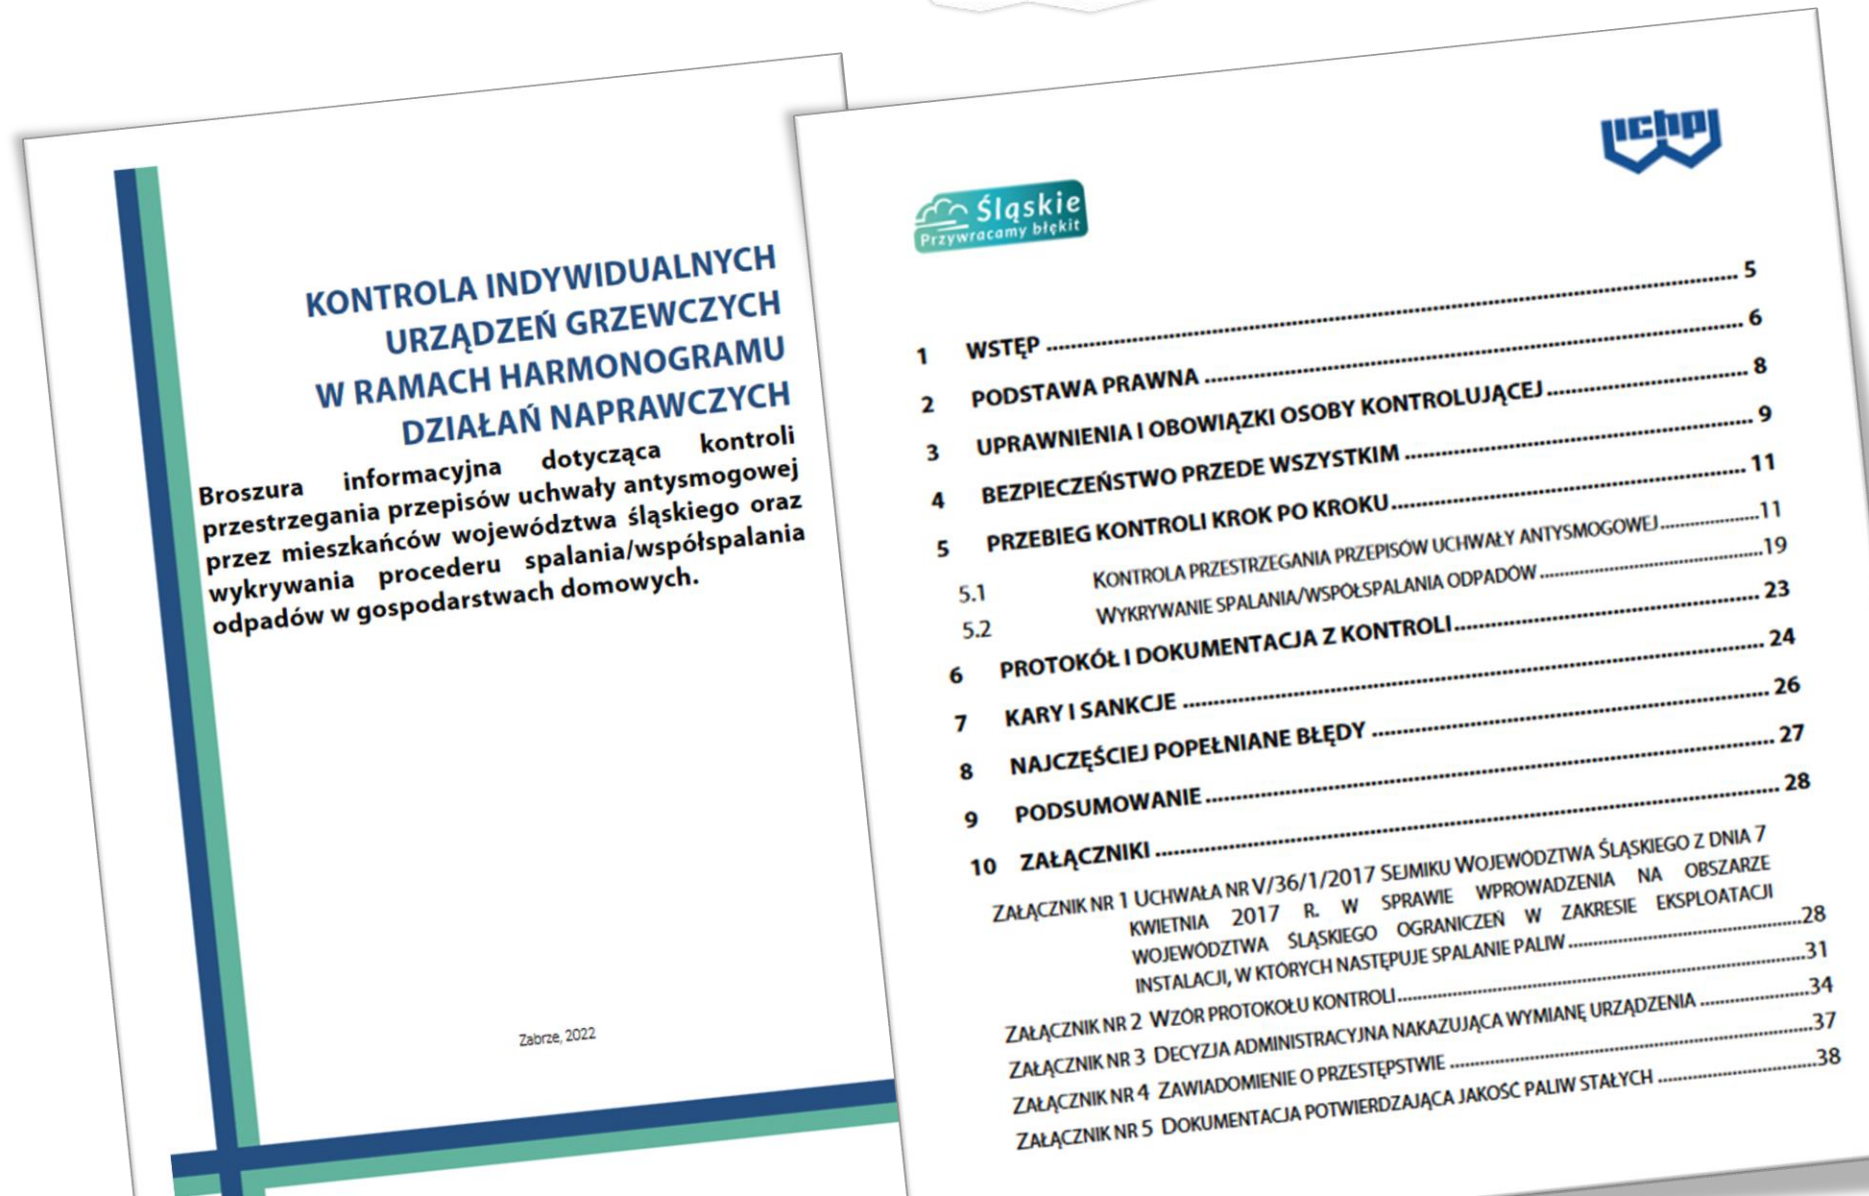 KONTROLA INDYWIDUALNYCH
URZĄDZEŃ GRZEWCZYCH
W RAMACH HARMONOGRAMU
DZIAŁAŃ NAPRAWCZYCH
Broszura informacyjna dotycząca kontroli
przestrzegania przepisów uchwały antysmogowej
przez mieszkańców województwa śląskiego oraz
wykrywania procederu spalania/współspalania
odpadów w gospodarstwach domowych.
Zabrze, 2022
ichpw
Śląskie
Przywracamy błękit
1 WSTĘP 5
2 PODSTAWA PRAWNA 6
3 UPRAWNIENIA I OBOWIĄZKI OSOBY KONTROLUJĄCEJ 8
4 BEZPIECZEŃSTWO PRZEDE WSZYSTKIM 9
5 PRZEBIEG KONTROLI KROK PO KROKU 11
5.1 KONTROLA PRZESTRZEGANIA PRZEPISÓW UCHWAŁY ANTYSMOGOWEJ 11
5.2 WYKRYWANIE SPALANIA/WSPÓŁSPALANIA ODPADÓW 19
6 PROTOKÓŁ I DOKUMENTACJA Z KONTROLI 23
7 KARY I SANKCJE 24
8 NAJCZĘŚCIEJ POPEŁNIANE BŁĘDY 26
9 PODSUMOWANIE 27
10 ZAŁĄCZNIKI 28
ZAŁĄCZNIK NR 1 UCHWAŁA NR V/36/1/2017 SEJMIKU WOJEWÓDZTWA ŚLĄSKIEGO Z DNIA 7
KWIETNIA 2017 R. W SPRAWIE WPROWADZENIA NA OBSZARZE
WOJEWÓDZTWA ŚLĄSKIEGO OGRANICZEŃ W ZAKRESIE EKSPLOATACJI
INSTALACJI, W KTÓRYCH NASTĘPUJE SPALANIE PALIW 28
ZAŁĄCZNIK NR 2 WZÓR PROTOKOŁU KONTROLI 31
ZAŁĄCZNIK NR 3 DECYZJA ADMINISTRACYJNA NAKAZUJĄCA WYMIANĘ URZĄDZENIA 34
ZAŁĄCZNIK NR 4 ZAWIADOMIENIE O PRZESTĘPSTWIE 37
ZAŁĄCZNIK NR 5 DOKUMENTACJA POTWIERDZAJĄCA JAKOŚĆ PALIW STAŁYCH 38